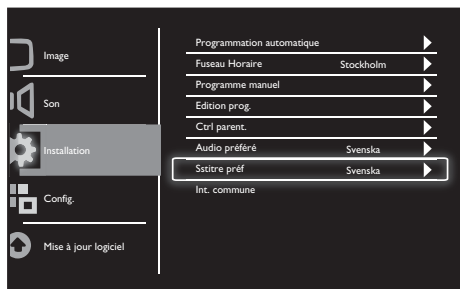 Image
Son
Installation
Config.
Mise à jour logiciel
Programmation automatique
Fuseau Horaire Stockholm
Programme manuel
Edition prog.
Ctrl parent.
Audio préféré Svenska
Sstitre préf Svenska
Int. commune